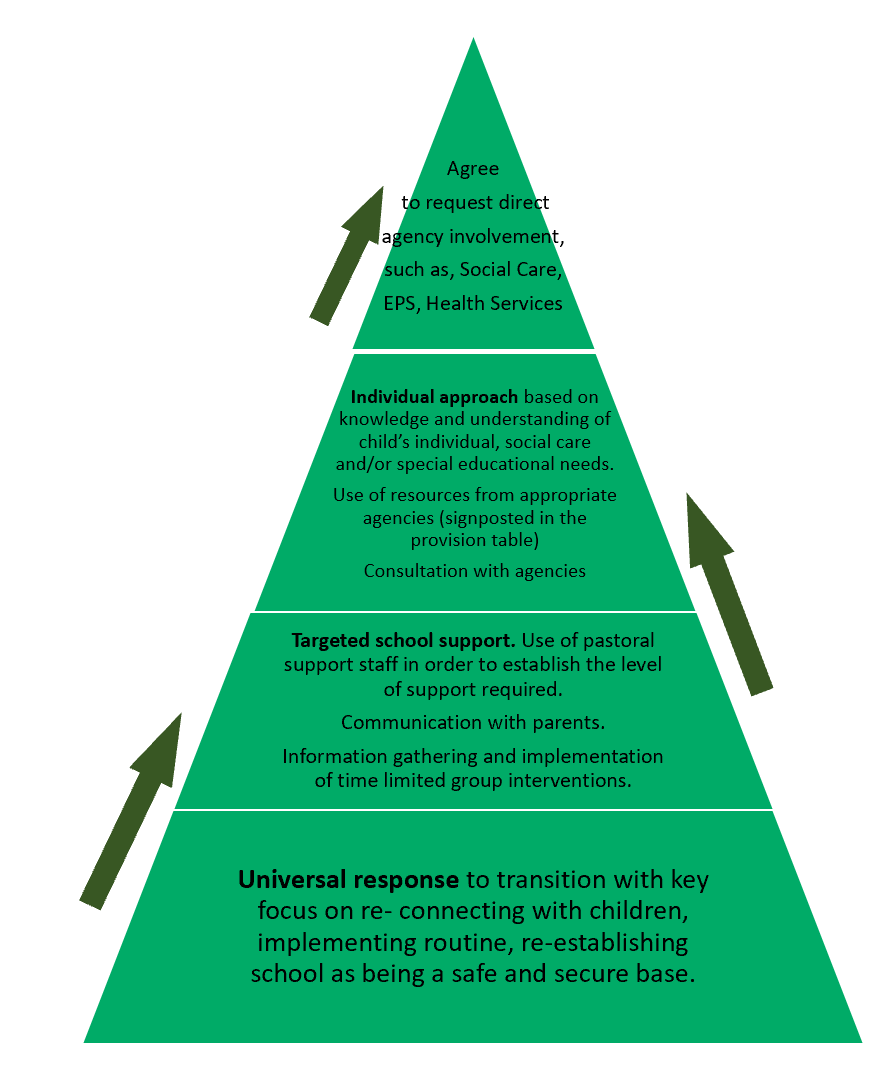 Agree
to request direct
agency involvement,
such as, Social Care,
EPS, Health Services
Individual approach based on
knowledge and understanding of
child’s individual, social care
and/or special educational needs.
Use of resources from appropriate
agencies (signposted in the
provision table)
Consultation with agencies
Targeted school support. Use of pastoral
support staff in order to establish the level
of support required.
Communication with parents.
Information gathering and implementation
of time limited group interventions.
Universal response to transition with key
focus on re- connecting with children,
implementing routine, re-establishing
school as being a safe and secure base.